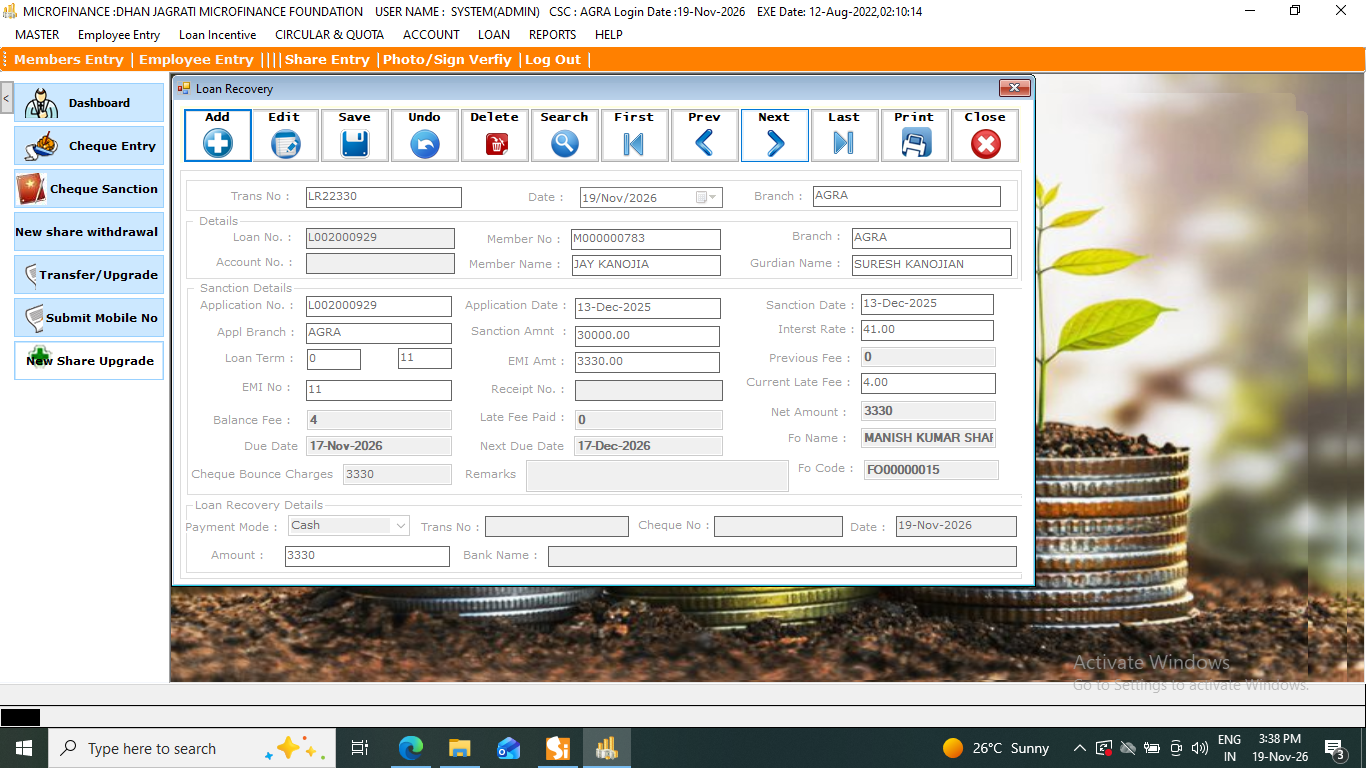 MICROFINANCE :DHAN JAGRATI MICROFINANCE FOUNDATION USER NAME : SYSTEM(ADMIN) CSC : AGRA Login Date :19-Nov-2026 EXE Date: 12-Aug-2022,02:10:14
MASTER Employee Entry Loan Incentive CIRCULAR & QUOTA ACCOUNT LOAN REPORTS HELP
Members Entry | Employee Entry ||||Share Entry |Photo/Sign Verfiy |Log Out |
<
Dashboard
Cheque Entry
Cheque Sanction
New share withdrawal
Transfer/Upgrade
Submit Mobile No
New Share Upgrade
Loan Recovery
Add Edit Save Undo Delete Search First Prev Next Last Print Close
Trans No : LR22330 Date : 19/Nov/2026 Branch : AGRA
Details
Loan No. : L002000929 Member No : M000000783 Branch : AGRA
Account No. : Member Name : JAY KANOJIA Gurdian Name : SURESH KANOJIAN
Sanction Details
Application No. : L002000929 Application Date : 13-Dec-2025 Sanction Date : 13-Dec-2025
Appl Branch : AGRA Sanction Amnt : 30000.00 Interst Rate : 41.00
Loan Term : 0 11 EMI Amt : 3330.00 Previous Fee : 0
EMI No : 11 Receipt No. : Current Late Fee : 4.00
Balance Fee : 4 Late Fee Paid : 0 Net Amount : 3330
Due Date 17-Nov-2026 Next Due Date 17-Dec-2026 Fo Name : MANISH KUMAR
Cheque Bounce Charges 3330 Remarks Fo Code : FO00000015
Loan Recovery Details
Payment Mode : Cash Trans No : Cheque No : Date : 19-Nov-2026
Amount : 3330 Bank Name :
Activate Windows
Go to Settings to activate Windows.
Type here to search
26°C Sunny
ENG
IN
3:38 PM
19-Nov-26
3